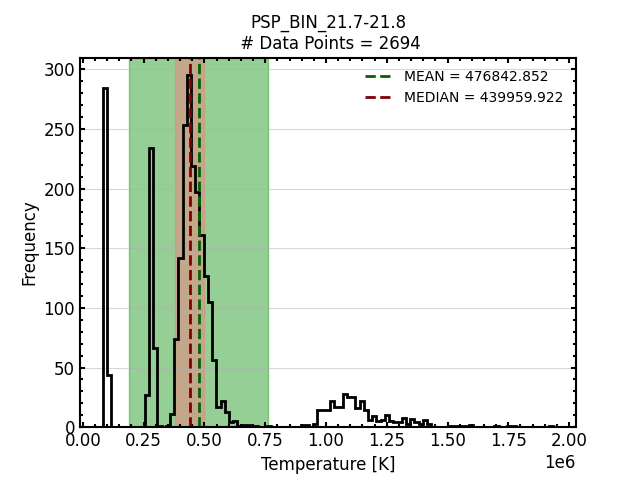 PSP_BIN_21.7-21.8
# Data Points = 2694
MEAN = 476842.852
MEDIAN = 439959.922
300
250
200
150
100
50
0
Frequency
0.00 0.25 0.50 0.75 1.00 1.25 1.50 1.75 2.00
1e6
Temperature [K]